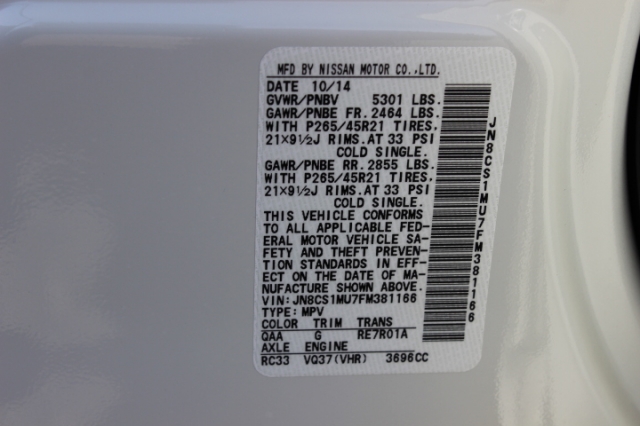 MFD BY NISSAN MOTOR CO.,LTD.
DATE 10/14
GVWR/PNBV 5301 LBS.
GAWR/PNBE FR. 2464 LBS.
WITH P265/45R21 TIRES.
21×9½J RIMS.AT 33 PSI
COLD SINGLE.
GAWR/PNBE RR. 2855 LBS.
WITH P265/45R21 TIRES.
21×9½J RIMS.AT 33 PSI
COLD SINGLE.
THIS VEHICLE CONFORMS
TO ALL APPLICABLE FED-
ERAL MOTOR VEHICLE SA-
FETY AND THEFT PREVEN-
TION STANDARDS IN EFF-
ECT ON THE DATE OF MA-
NUFACTURE SHOWN ABOVE.
VIN: JN8CS1MU7FM381166
TYPE: MPV
COLOR TRIM TRANS
QAA G RE7R01A
AXLE ENGINE
RC33 VQ37(VHR) 3696CC
JN8CS1MU7FM381166